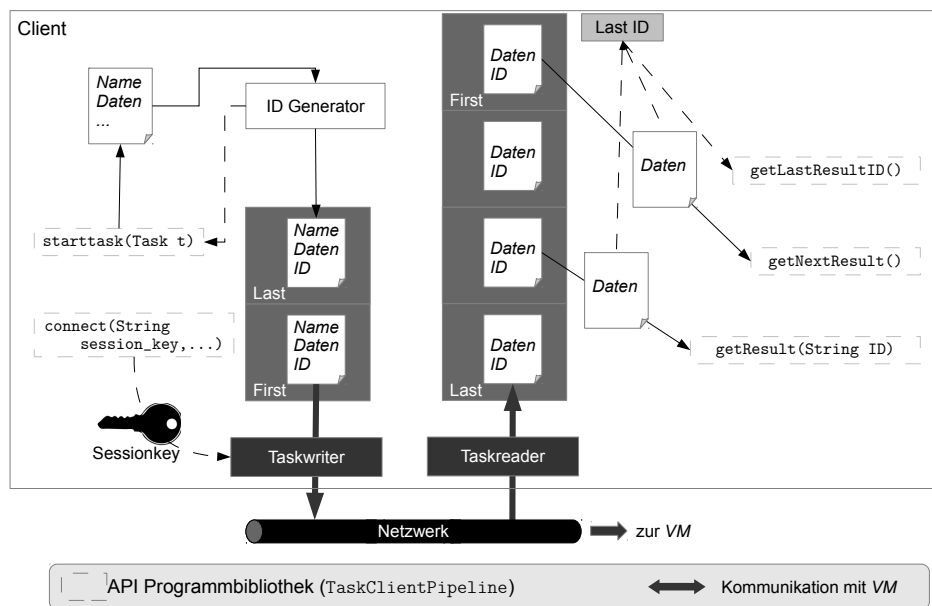 Client
Last ID
Name
Daten
...
ID Generator
Daten
ID
First
Daten
ID
Daten
getLastResultID()
starttask(Task t)
Name
Daten
ID
Last
Daten
ID
Daten
getNextResult()
connect(String
session_key,...)
Name
Daten
ID
First
Daten
ID
Last
getResult(String ID)
Sessionkey
Taskwriter
Taskreader
Netzwerk
zur VM
API Programmbibliothek (TaskClientPipeline)
Kommunikation mit VM